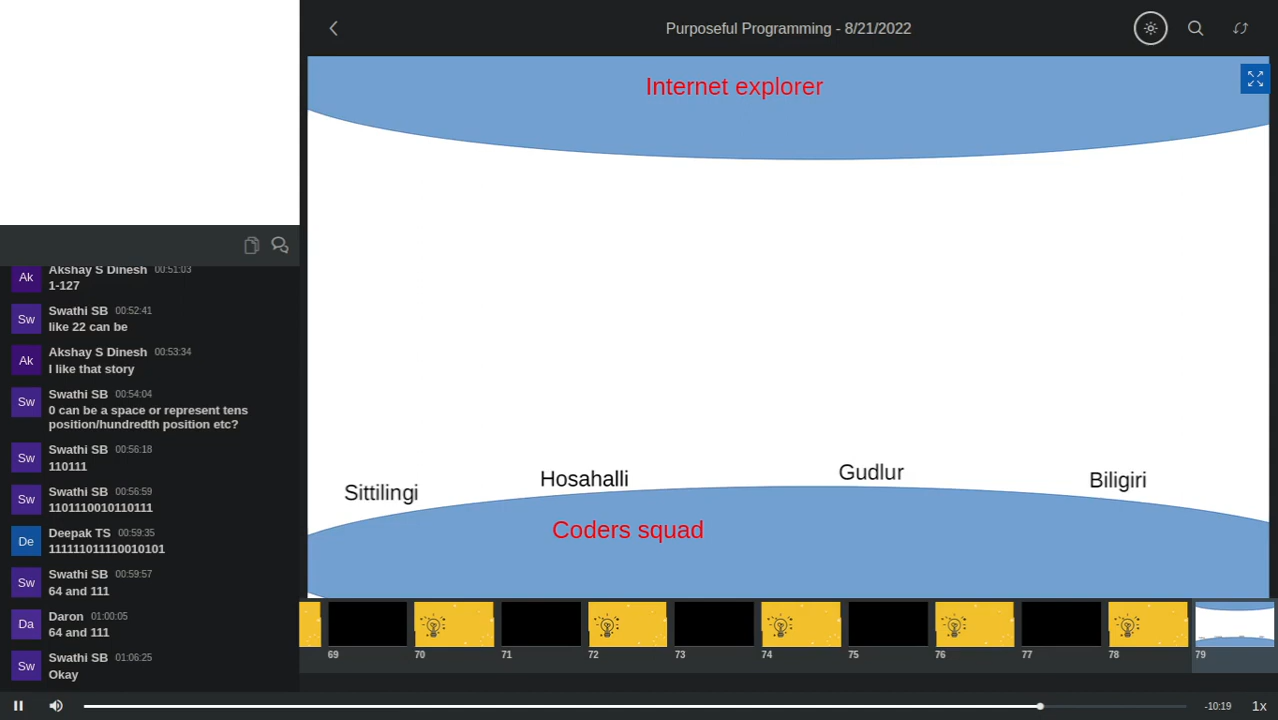 Purposeful Programming - 8/21/2022
Internet explorer
Ak
Akshay S Dinesh 00:51:03
1-127
Sw
Swathi SB 00:52:41
like 22 can be
Ak
Akshay S Dinesh 00:53:34
I like that story
Sw
Swathi SB 00:54:04
0 can be a space or represent tens
position/hundredth position etc?
Sw
Swathi SB 00:56:18
110111
Sw
Swathi SB 00:56:59
1101110010110111
De
Deepak TS 00:59:35
111111011110010101
Sw
Swathi SB 00:59:57
64 and 111
Da
Daron 01:00:05
64 and 111
Sw
Swathi SB 01:06:25
Okay
Sittilingi
Hosahalli
Gudlur
Biligiri
Coders squad
69 70 71 72 73 74 75 76 77 78 79
-10:19 1x